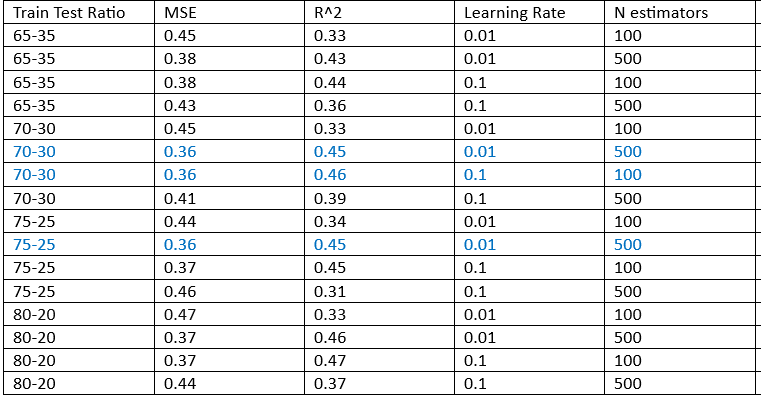 Train Test Ratio MSE R^2 Learning Rate N estimators
65-35 0.45 0.33 0.01 100
65-35 0.38 0.43 0.01 500
65-35 0.38 0.44 0.1 100
65-35 0.43 0.36 0.1 500
70-30 0.45 0.33 0.01 100
70-30 0.36 0.45 0.01 500
70-30 0.36 0.46 0.1 100
70-30 0.41 0.39 0.1 500
75-25 0.44 0.34 0.01 100
75-25 0.36 0.45 0.01 500
75-25 0.37 0.45 0.1 100
75-25 0.46 0.31 0.1 500
80-20 0.47 0.33 0.01 100
80-20 0.37 0.46 0.01 500
80-20 0.37 0.47 0.1 100
80-20 0.44 0.37 0.1 500